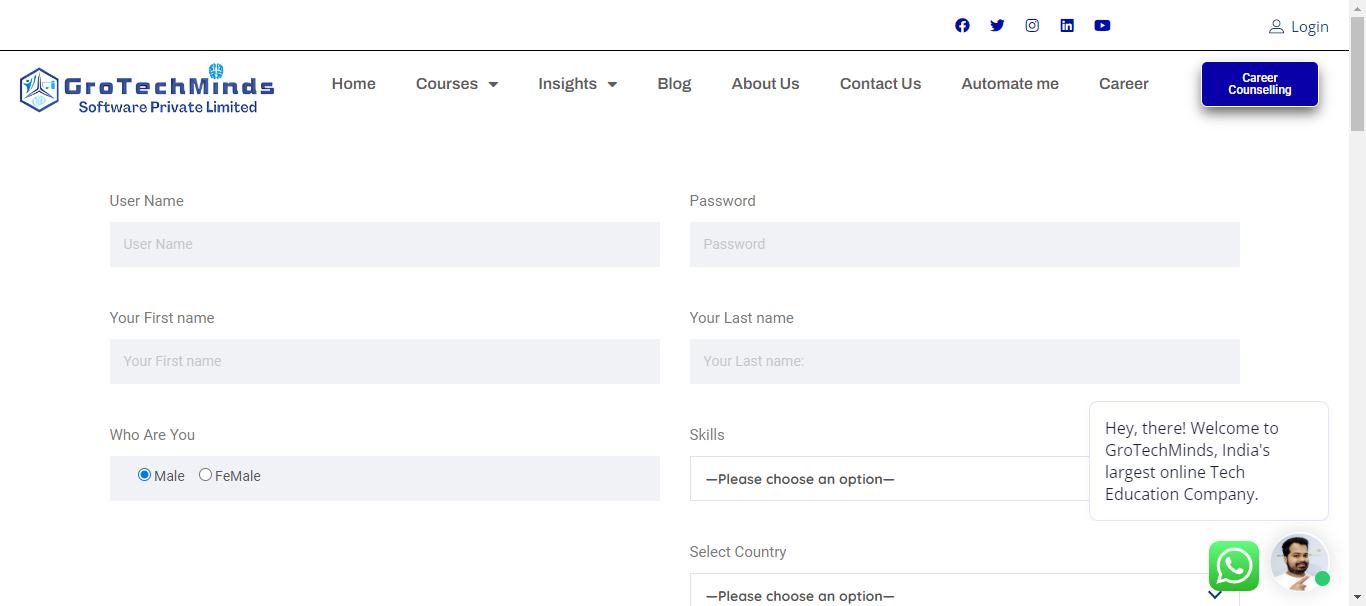 Login
GroTechMinds
Software Private Limited
Home Courses Insights Blog About Us Contact Us Automate me Career
Career
Counselling
User Name
Password
User Name
Password
Your First name
Your Last name
Your First name
Your Last name:
Who Are You
Skills
Male FeMale
—Please choose an option—
Hey, there! Welcome to
GroTechMinds, India's
largest online Tech
Education Company.
Select Country
—Please choose an option—